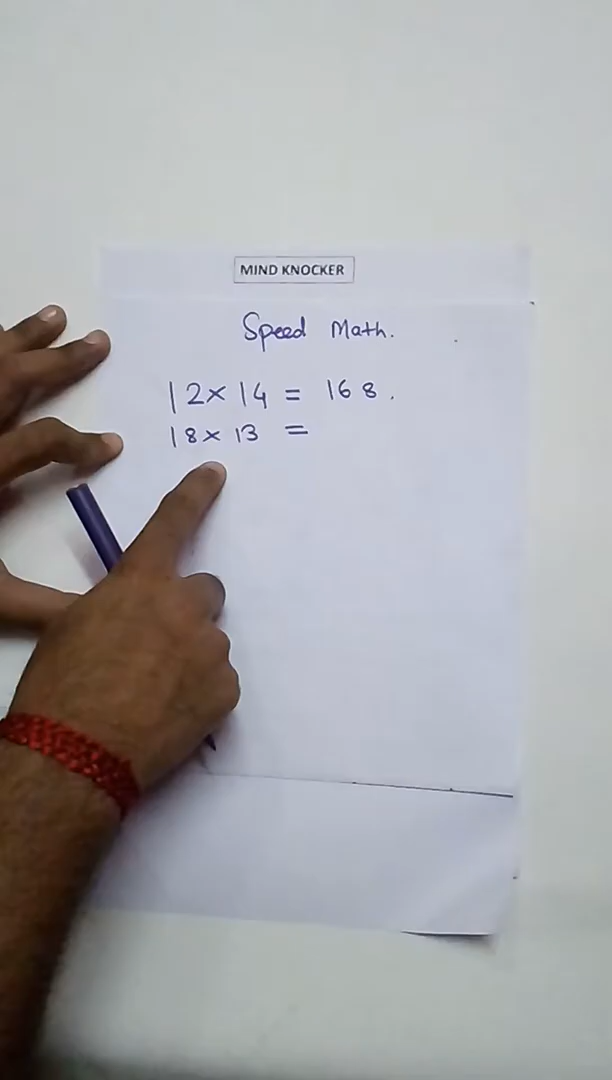 MIND KNOCKER
Speed Math.
12 × 14 = 168.
18 × 13 =